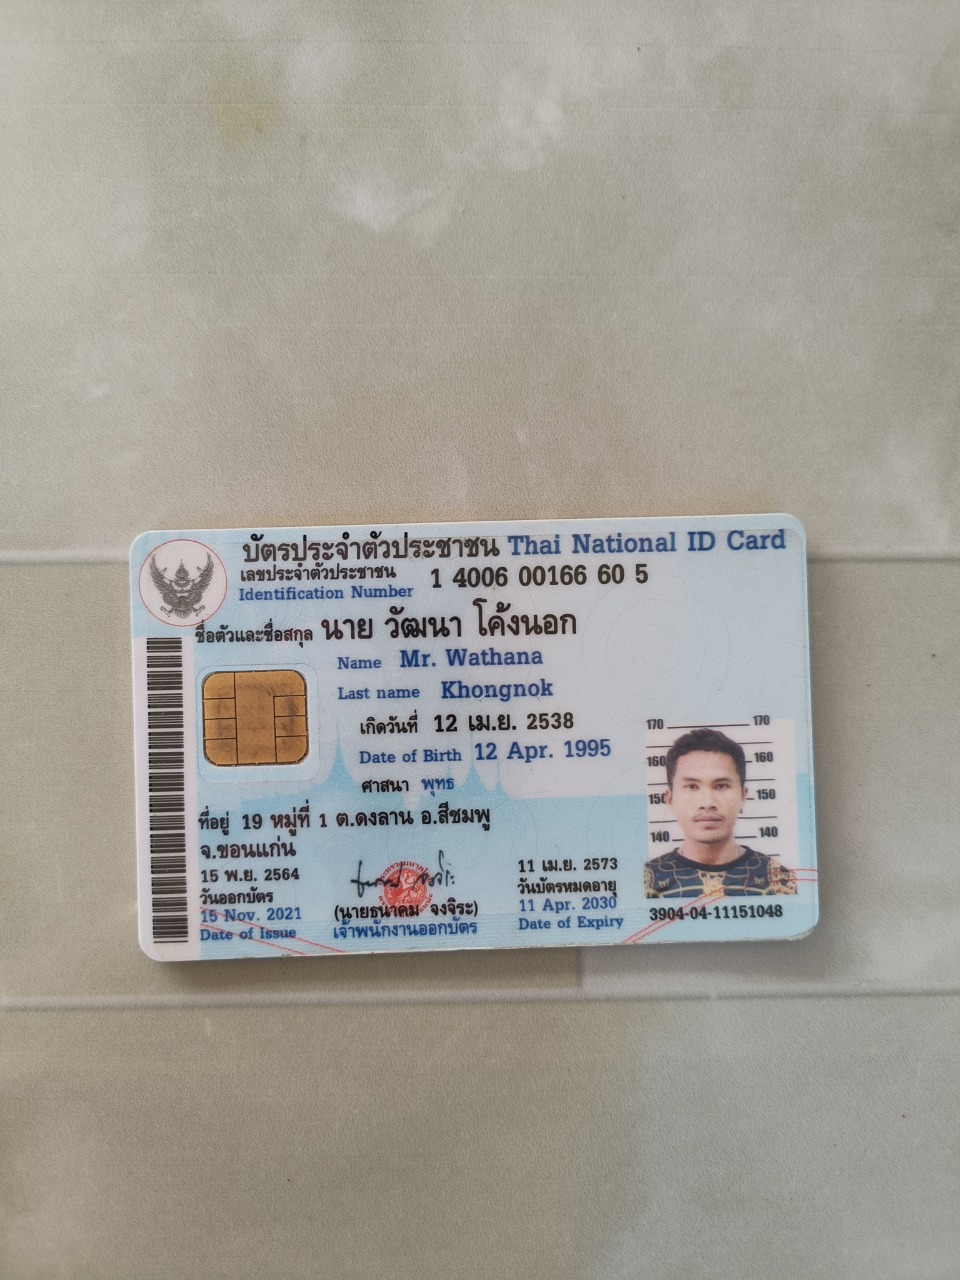 บัตรประจำตัวประชาชน Thai National ID Card
เลขประจำตัวประชาชน 1 4006 00166 60 5
Identification Number
ชื่อตัวและชื่อสกุล นาย วัฒนา โค้งนอก
Name Mr. Wathana
Last name Khongnok
เกิดวันที่ 12 เม.ย. 2538
Date of Birth 12 Apr. 1995
ศาสนา พุทธ
ที่อยู่ 19 หมู่ที่ 1 ต.ดงลาน อ.สีชมพู
จ.ขอนแก่น
15 พ.ย. 2564
วันออกบัตร
15 Nov. 2021
Date of Issue
(นายธนาคม จงจิระ)
เจ้าพนักงานออกบัตร
11 เม.ย. 2573
วันบัตรหมดอายุ
11 Apr. 2030
Date of Expiry
170 170
160 160
150 150
140 140
3904-04-11151048